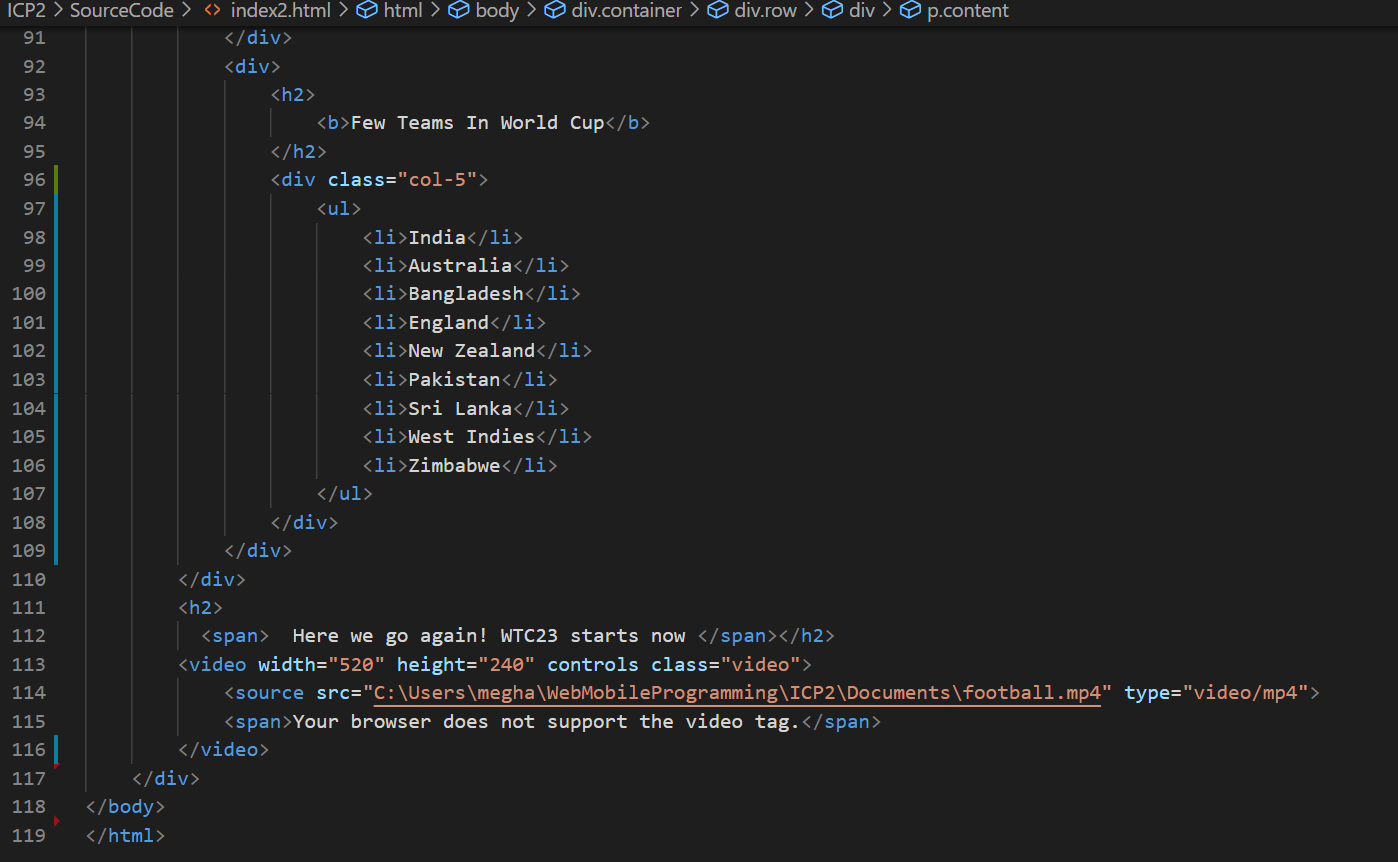 ICP2 > SourceCode > <> index2.html > html > body > div.container > div.row > div > p.content
91 </div>
92 <div>
93 <h2>
94 <b>Few Teams In World Cup</b>
95 </h2>
96 <div class="col-5">
97 <ul>
98 <li>India</li>
99 <li>Australia</li>
100 <li>Bangladesh</li>
101 <li>England</li>
102 <li>New Zealand</li>
103 <li>Pakistan</li>
104 <li>Sri Lanka</li>
105 <li>West Indies</li>
106 <li>Zimbabwe</li>
107 </ul>
108 </div>
109 </div>
110 </div>
111 <h2>
112 <span>  Here we go again! WTC23 starts now </span></h2>
113 <video width="520" height="240" controls class="video">
114 <source src="C:\Users\megha\WebMobileProgramming\ICP2\Documents\football.mp4" type="video/mp4">
115 <span>Your browser does not support the video tag.</span>
116 </video>
117 </div>
118 </body>
119 </html>